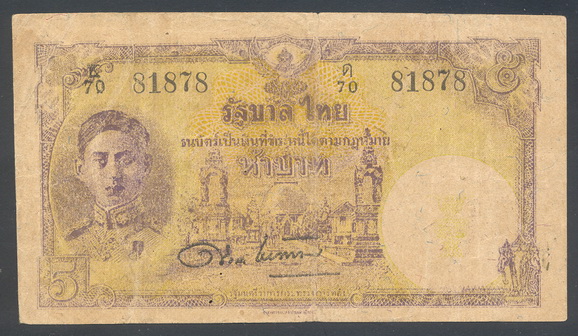 K/70 81878 ด/70 81878
๕
รัฐบาลไทย
ธนบัตร์เป็นเงินที่ชำระหนี้ได้ตามกฎหมาย
ห้าบาท
5